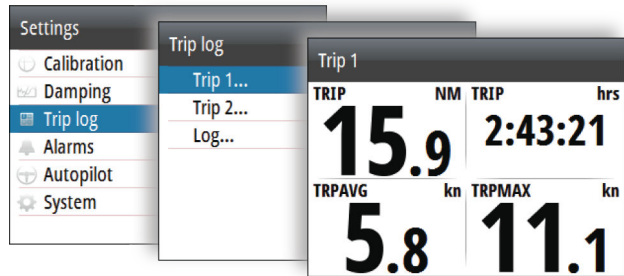 Settings
Calibration
Damping
Trip log
Alarms
Autopilot
System
Trip log
Trip 1...
Trip 2...
Log...
Trip 1
TRIP NM TRIP hrs
15.9 2:43:21
TRPAVG kn TRPMAX kn
5.8 11.1